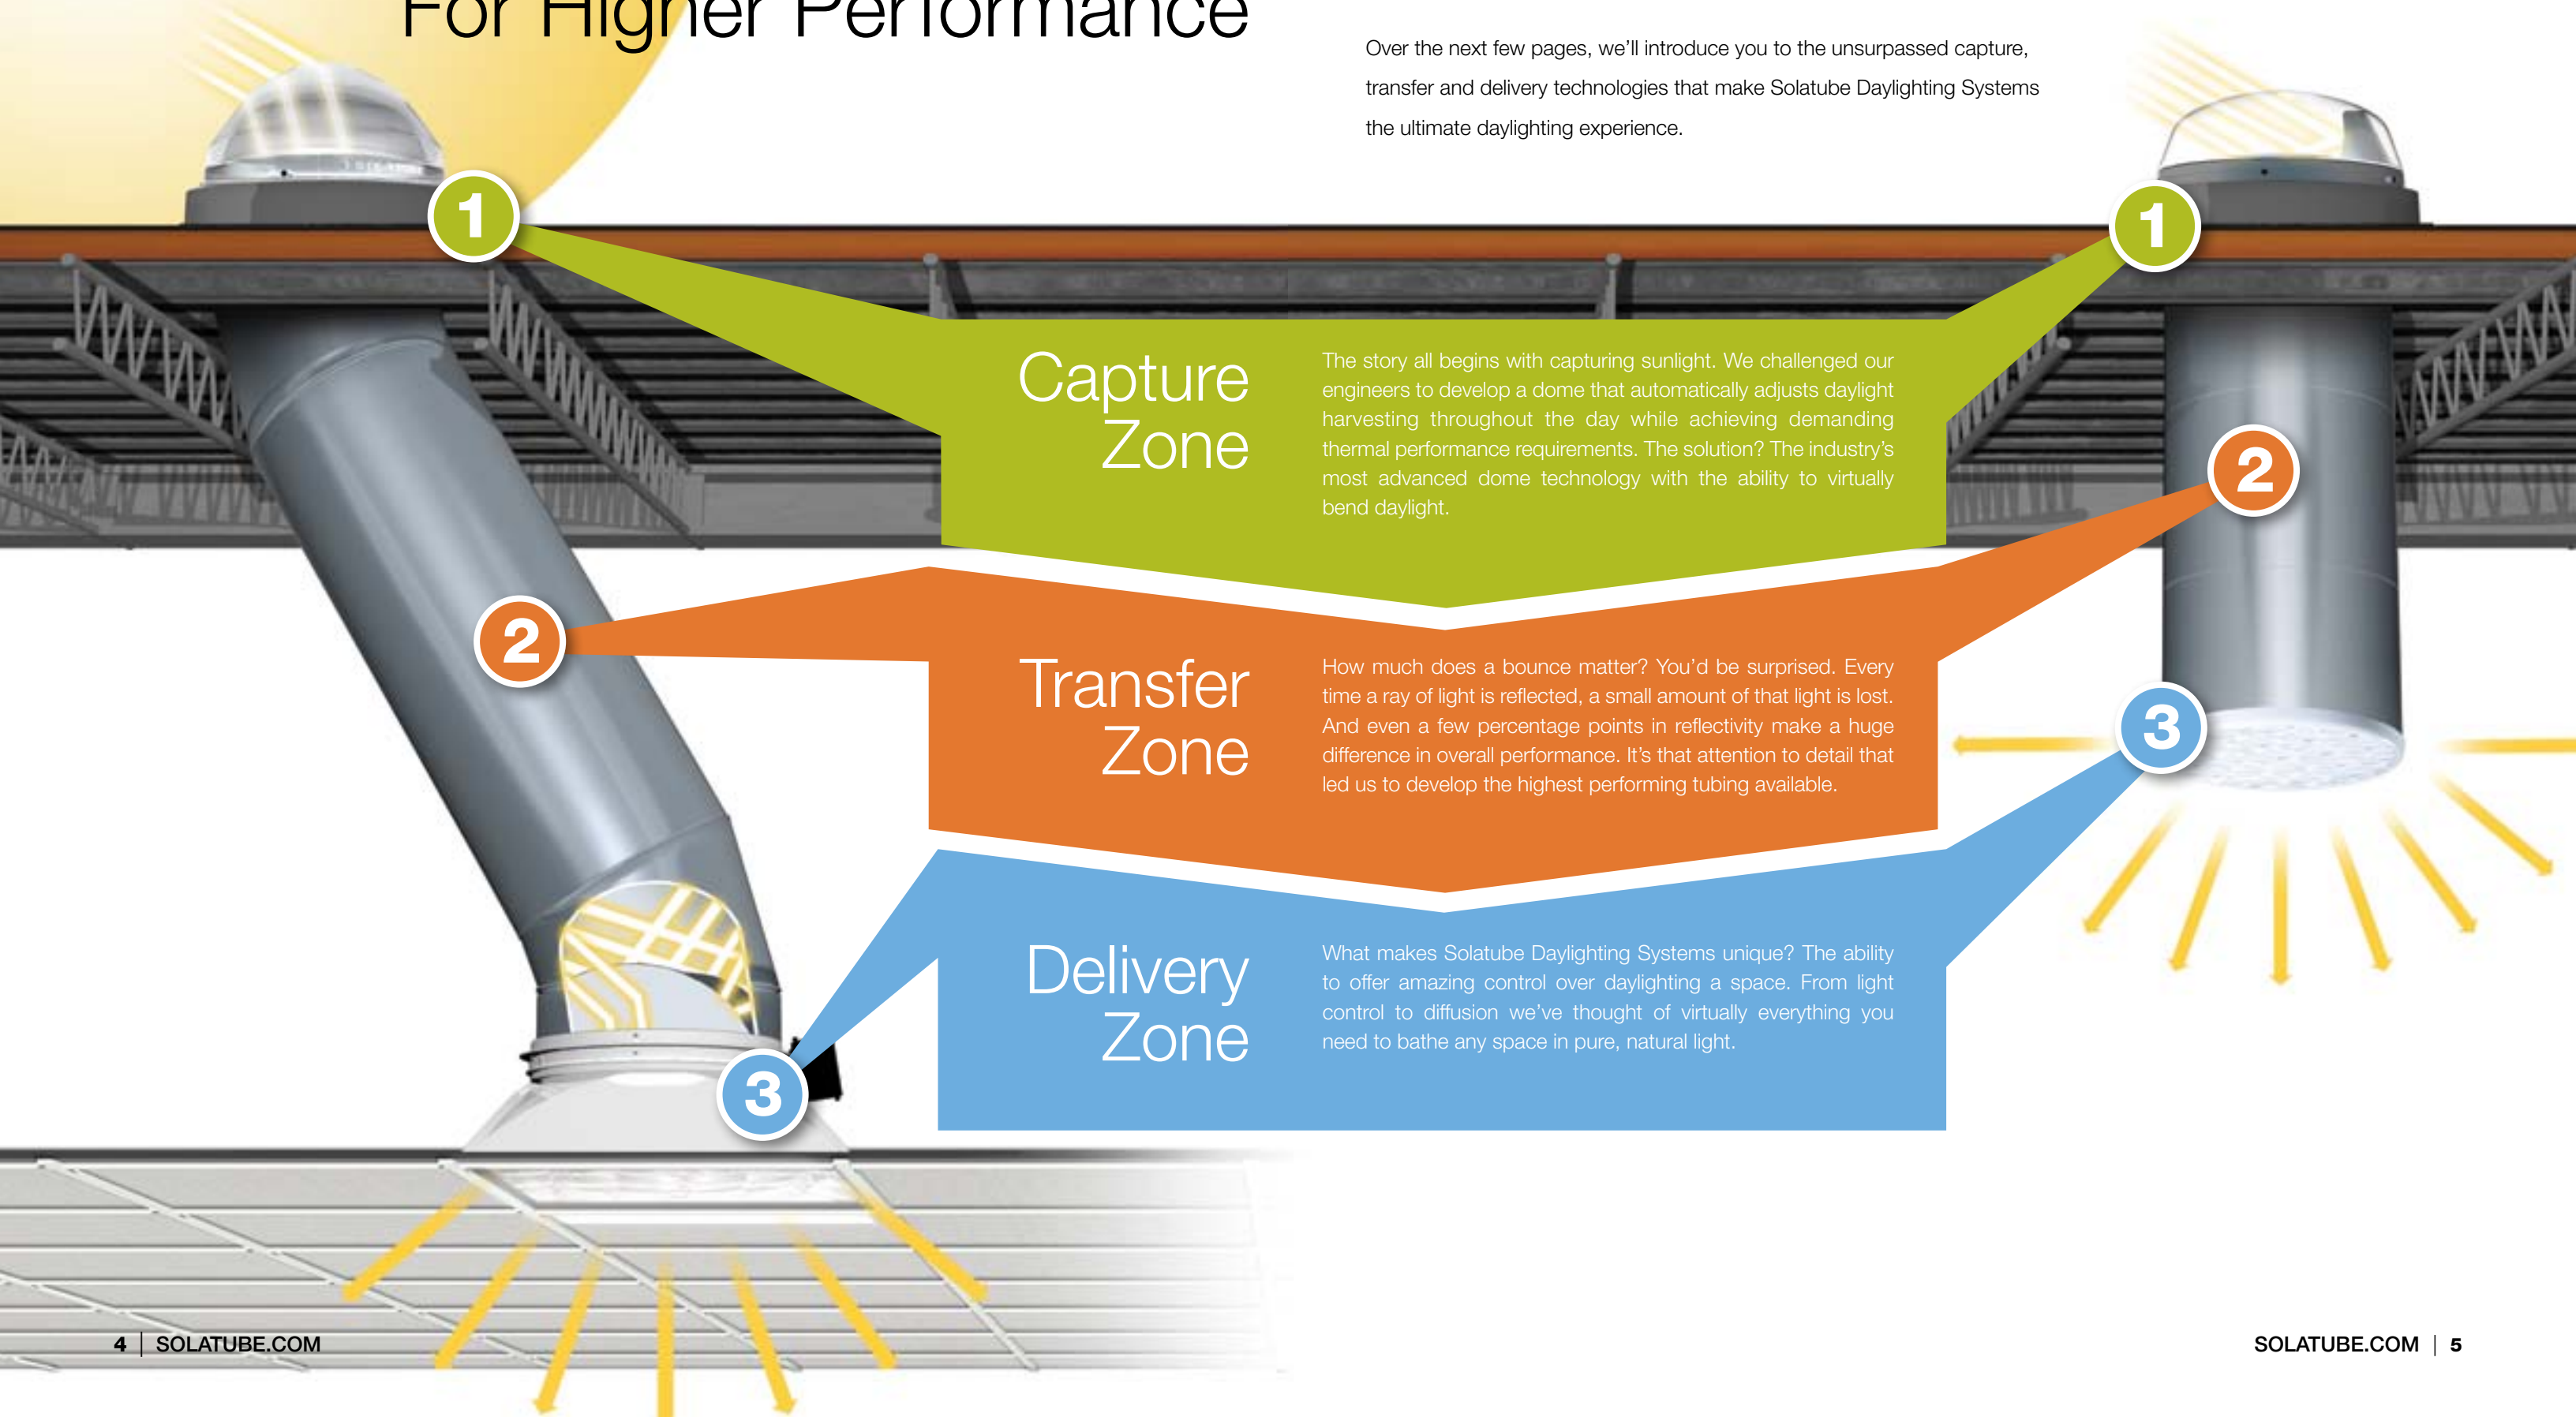 For Higher Performance
Over the next few pages, we’ll introduce you to the unsurpassed capture,
transfer and delivery technologies that make Solatube Daylighting Systems
the ultimate daylighting experience.
1
1
Capture
Zone
The story all begins with capturing sunlight. We challenged our
engineers to develop a dome that automatically adjusts daylight
harvesting throughout the day while achieving demanding
thermal performance requirements. The solution? The industry’s
most advanced dome technology with the ability to virtually
bend daylight.
2
2
Transfer
Zone
How much does a bounce matter? You’d be surprised. Every
time a ray of light is reflected, a small amount of that light is lost.
And even a few percentage points in reflectivity make a huge
difference in overall performance. It’s that attention to detail that
led us to develop the highest performing tubing available.
3
3
Delivery
Zone
What makes Solatube Daylighting Systems unique? The ability
to offer amazing control over daylighting a space. From light
control to diffusion we’ve thought of virtually everything you
need to bathe any space in pure, natural light.
4 | SOLATUBE.COM
SOLATUBE.COM | 5